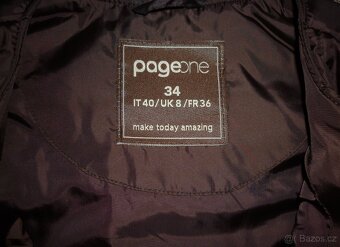 pageone
34
IT 40/UK 8/FR 36
make today amazing
Bazos.cz